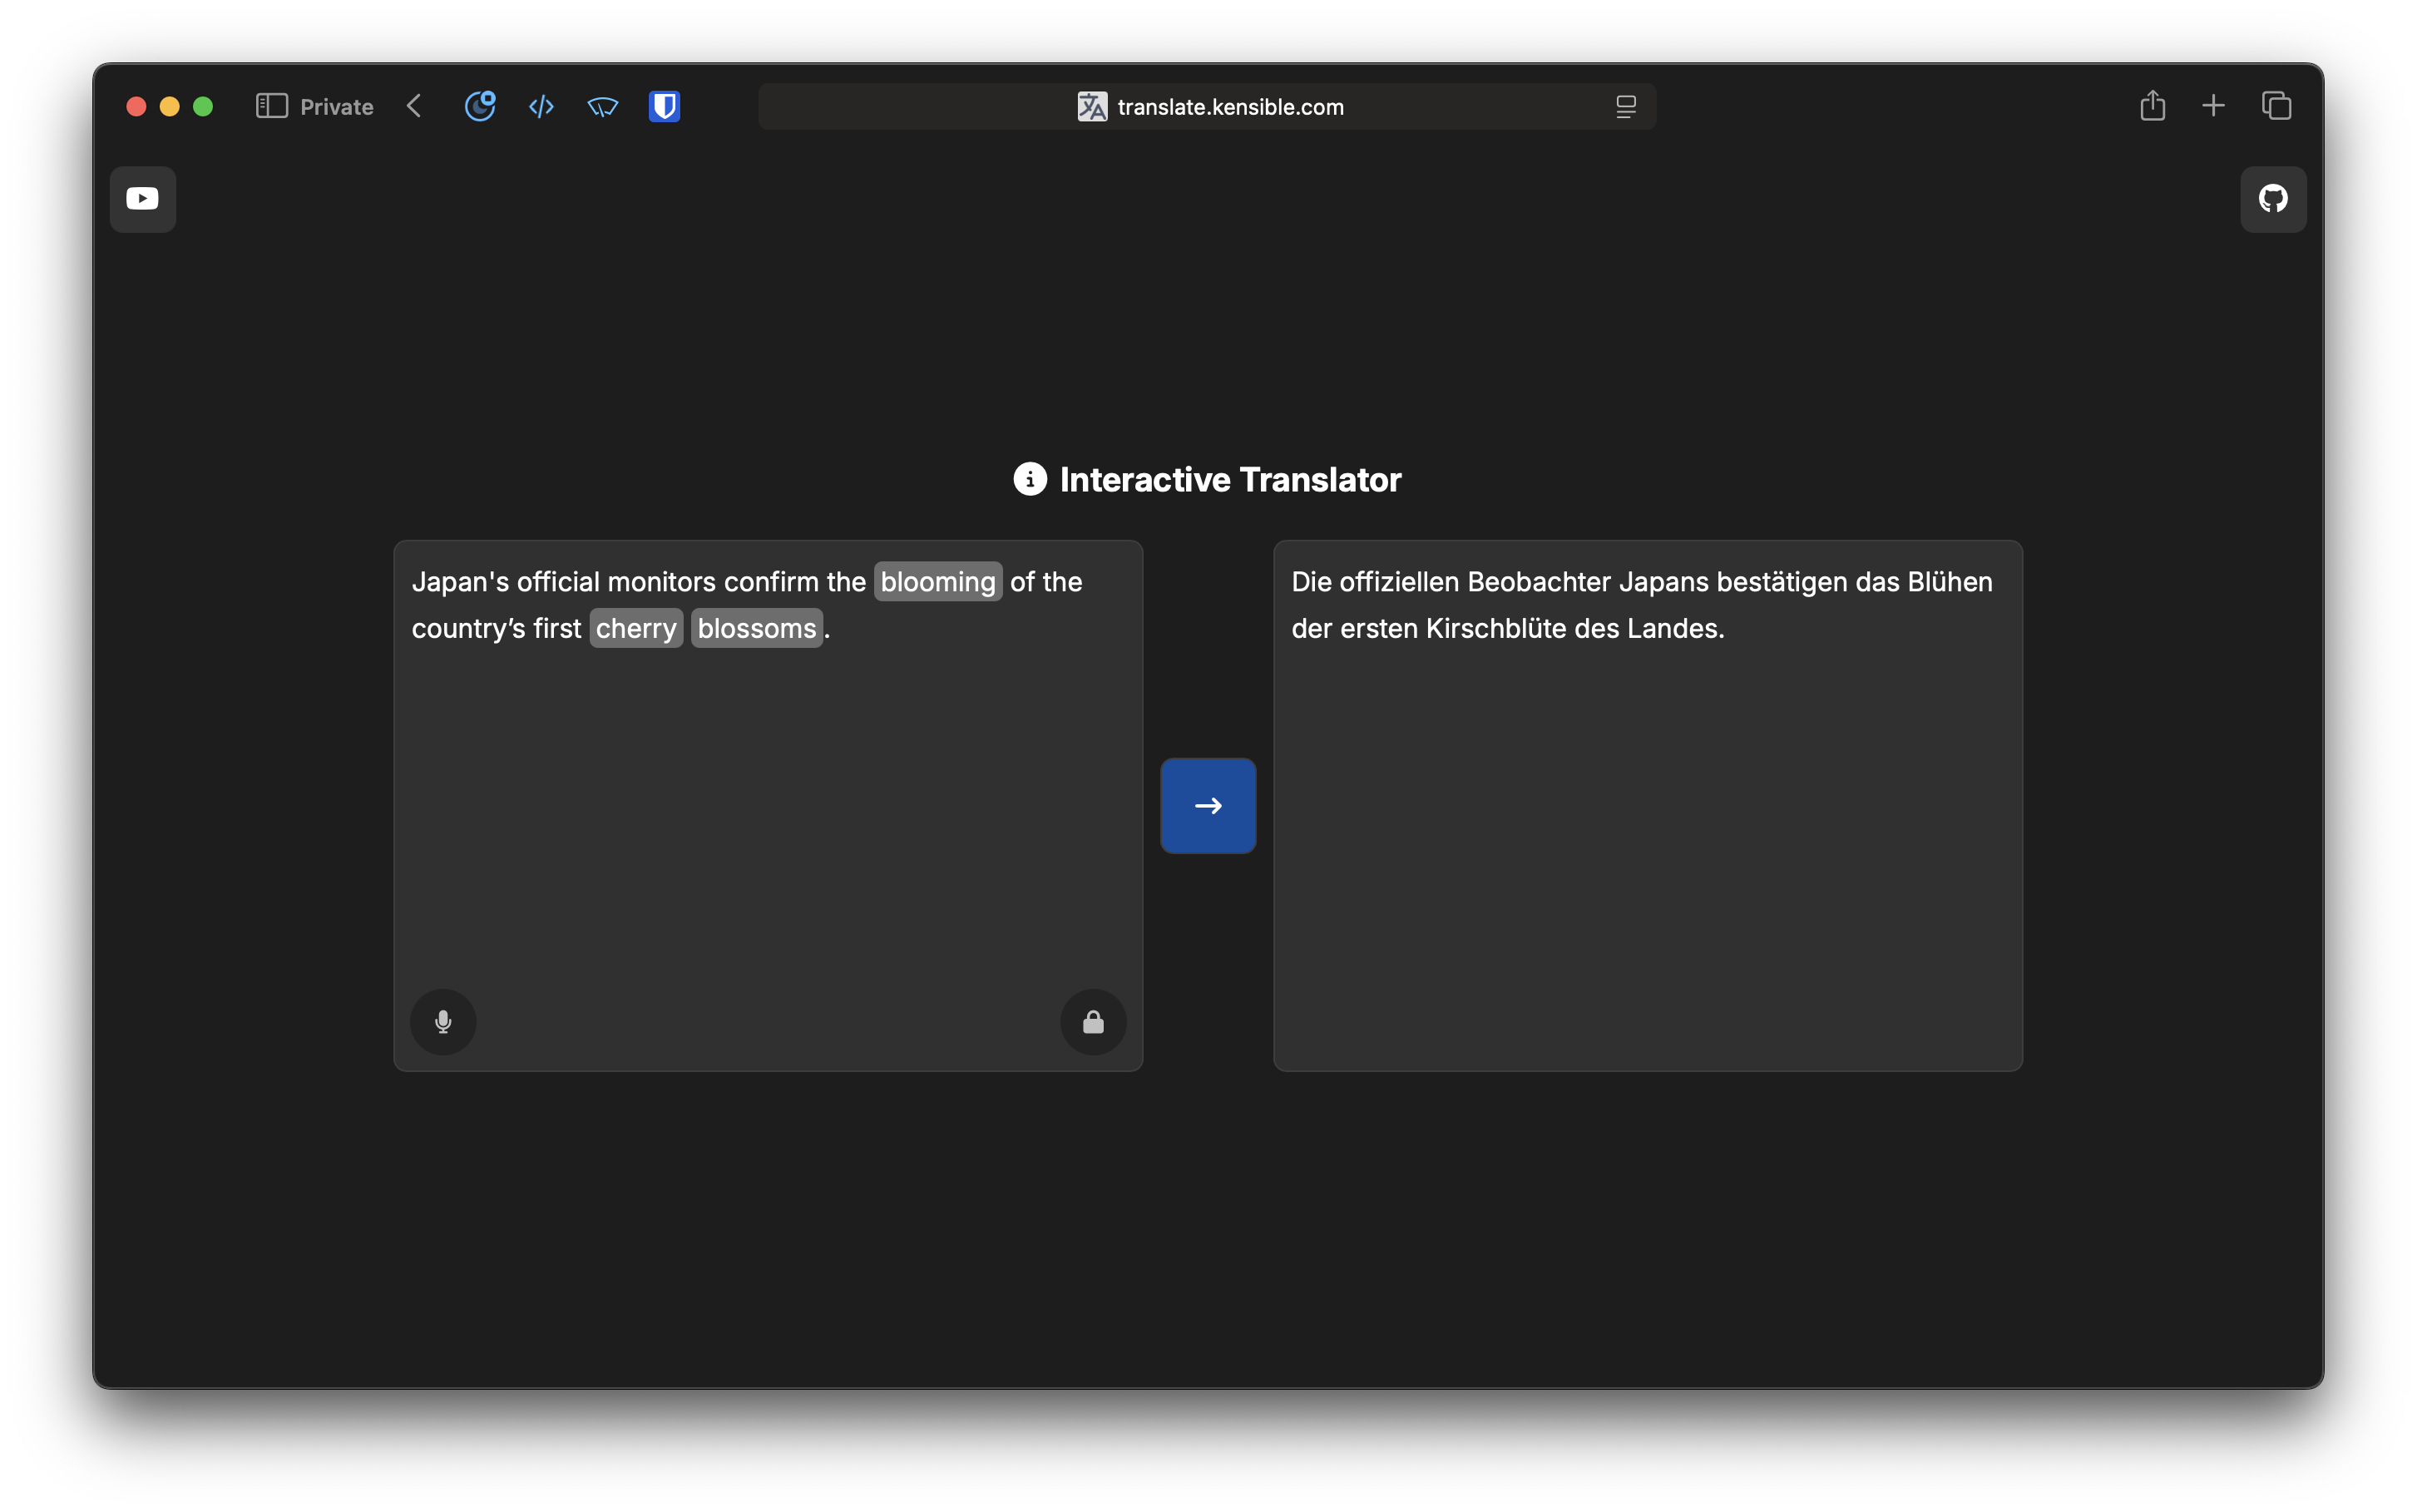 Private
translate.kensible.com
Interactive Translator
Japan's official monitors confirm the blooming of the
country’s first cherry blossoms.
Die offiziellen Beobachter Japans bestätigen das Blühen
der ersten Kirschblüte des Landes.